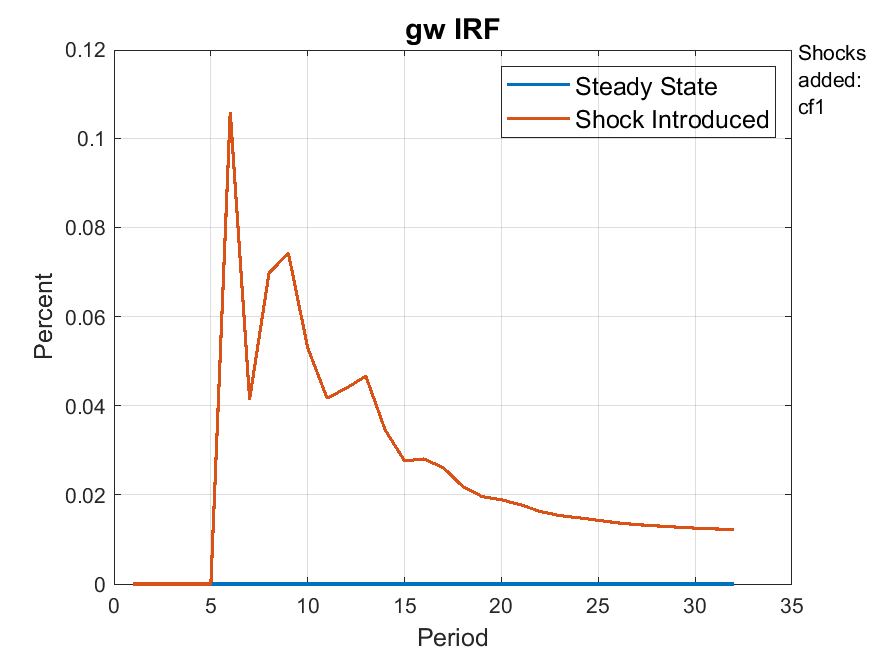 gw IRF
Shocks
added:
cf1
Steady State
Shock Introduced
Percent
0.12
0.1
0.08
0.06
0.04
0.02
0
0
5
10
15
20
25
30
35
Period